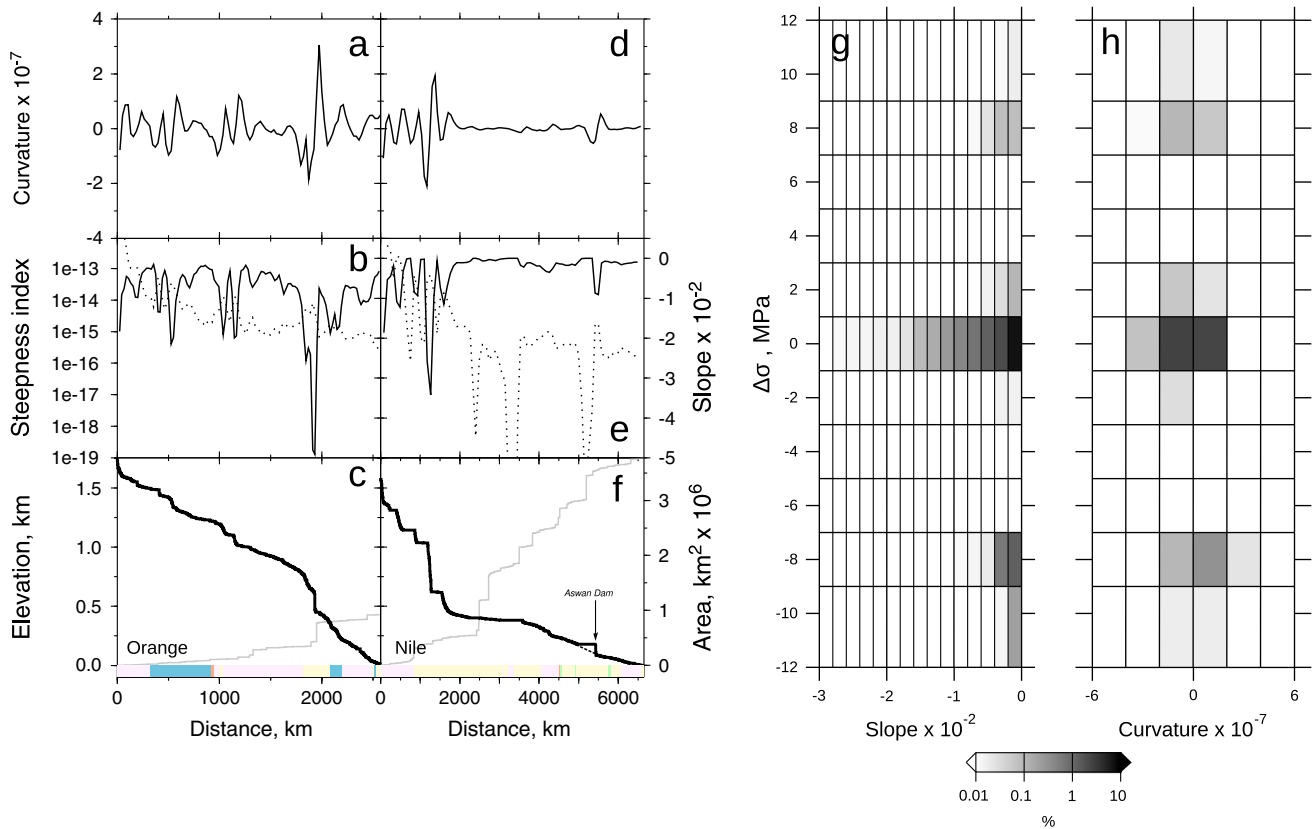 a
d
4
2
0
-2
-4
Curvature x 10-7
b
e
1e-13
1e-14
1e-15
1e-16
1e-17
1e-18
1e-19
Steepness index
0
-1
-2
-3
-4
-5
Slope x 10-2
c
f
1.5
1.0
0.5
0.0
Elevation, km
3
2
1
0
Area, km2 x 106
Aswan Dam
Orange
Nile
0 1000 2000 0 2000 4000 6000
Distance, km
Distance, km
g
h
12
10
8
6
4
2
0
-2
-4
-6
-8
-10
-12
Δσ , MPa
-3 -2 -1 0
-6 0 6
Slope x 10-2
Curvature x 10-7
0.01 0.1 1 10
%